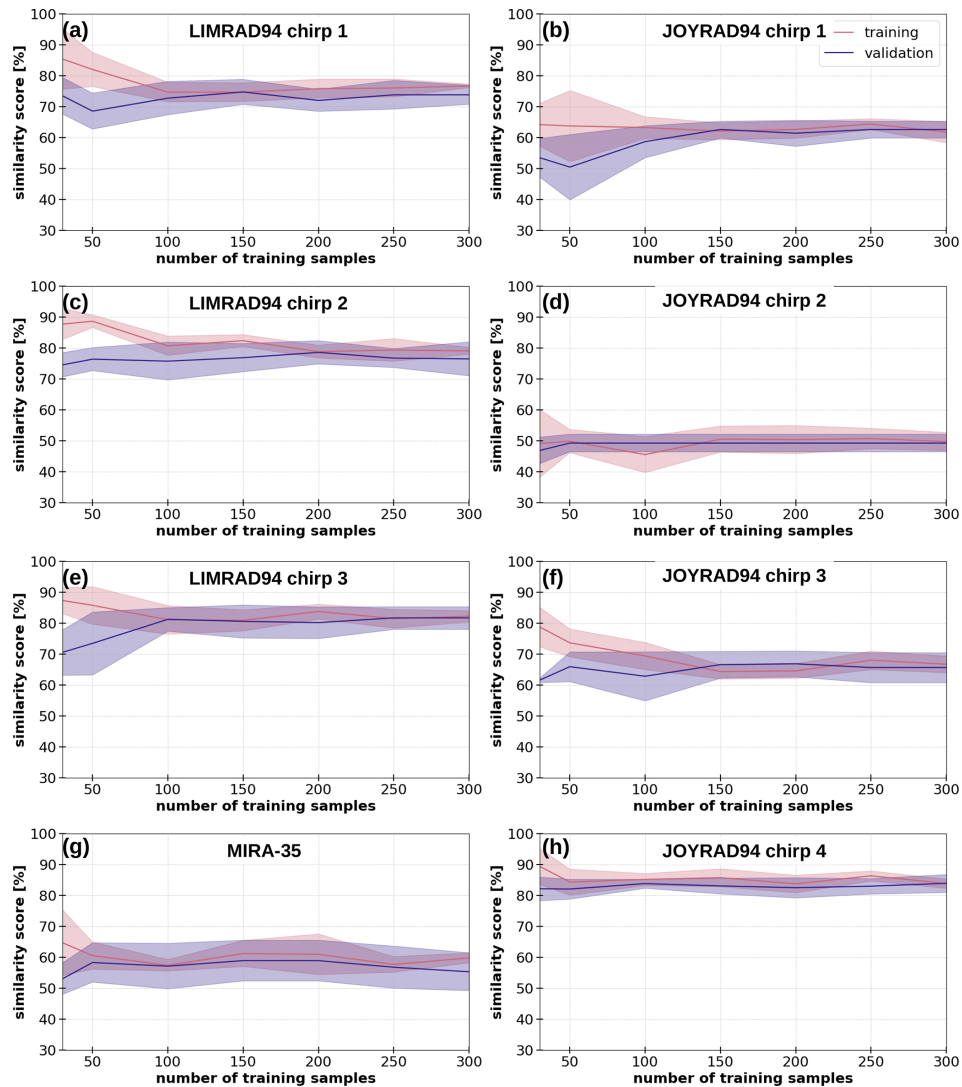 (a) LIMRAD94 chirp 1
similarity score [%]
100
90
80
70
60
50
40
30
50 100 150 200 250 300
number of training samples
(b) JOYRAD94 chirp 1
training
validation
similarity score [%]
100
90
80
70
60
50
40
30
50 100 150 200 250 300
number of training samples
(c) LIMRAD94 chirp 2
similarity score [%]
100
90
80
70
60
50
40
30
50 100 150 200 250 300
number of training samples
(d) JOYRAD94 chirp 2
similarity score [%]
100
90
80
70
60
50
40
30
50 100 150 200 250 300
number of training samples
(e) LIMRAD94 chirp 3
similarity score [%]
100
90
80
70
60
50
40
30
50 100 150 200 250 300
number of training samples
(f) JOYRAD94 chirp 3
similarity score [%]
100
90
80
70
60
50
40
30
50 100 150 200 250 300
number of training samples
(g) MIRA-35
similarity score [%]
100
90
80
70
60
50
40
30
50 100 150 200 250 300
number of training samples
(h) JOYRAD94 chirp 4
similarity score [%]
100
90
80
70
60
50
40
30
50 100 150 200 250 300
number of training samples